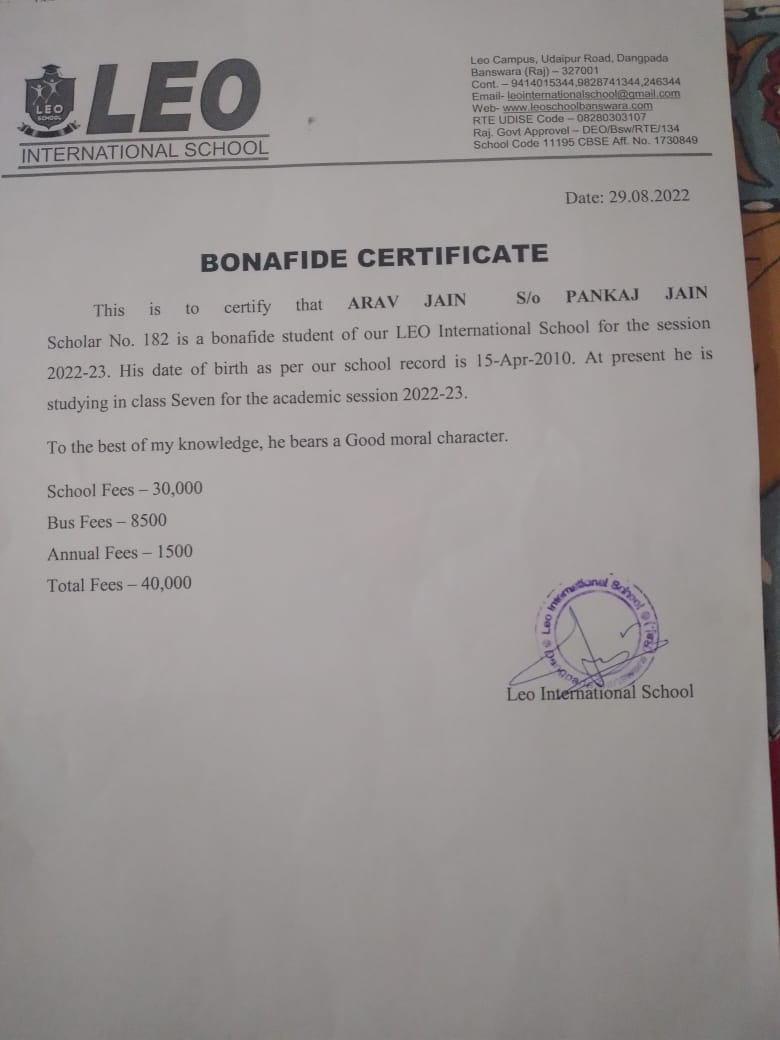 LEO
SCHOOL
LEO
INTERNATIONAL SCHOOL
Leo Campus, Udaipur Road, Dangpada
Banswara (Raj) – 327001
Cont. – 9414015344,9828741344,246344
Email- leointernationalschool@gmail.com
Web- www.leoschoolbanswara.com
RTE UDISE Code – 08280303107
Raj. Govt Approvel – DEO/Bsw/RTE/134
School Code 11195 CBSE Aff. No. 1730849
Date: 29.08.2022
BONAFIDE CERTIFICATE
This is to certify that ARAV JAIN S/o PANKAJ JAIN
Scholar No. 182 is a bonafide student of our LEO International School for the session
2022-23. His date of birth as per our school record is 15-Apr-2010. At present he is
studying in class Seven for the academic session 2022-23.
To the best of my knowledge, he bears a Good moral character.
School Fees – 30,000
Bus Fees – 8500
Annual Fees – 1500
Total Fees – 40,000
Leo International School
Leo International School